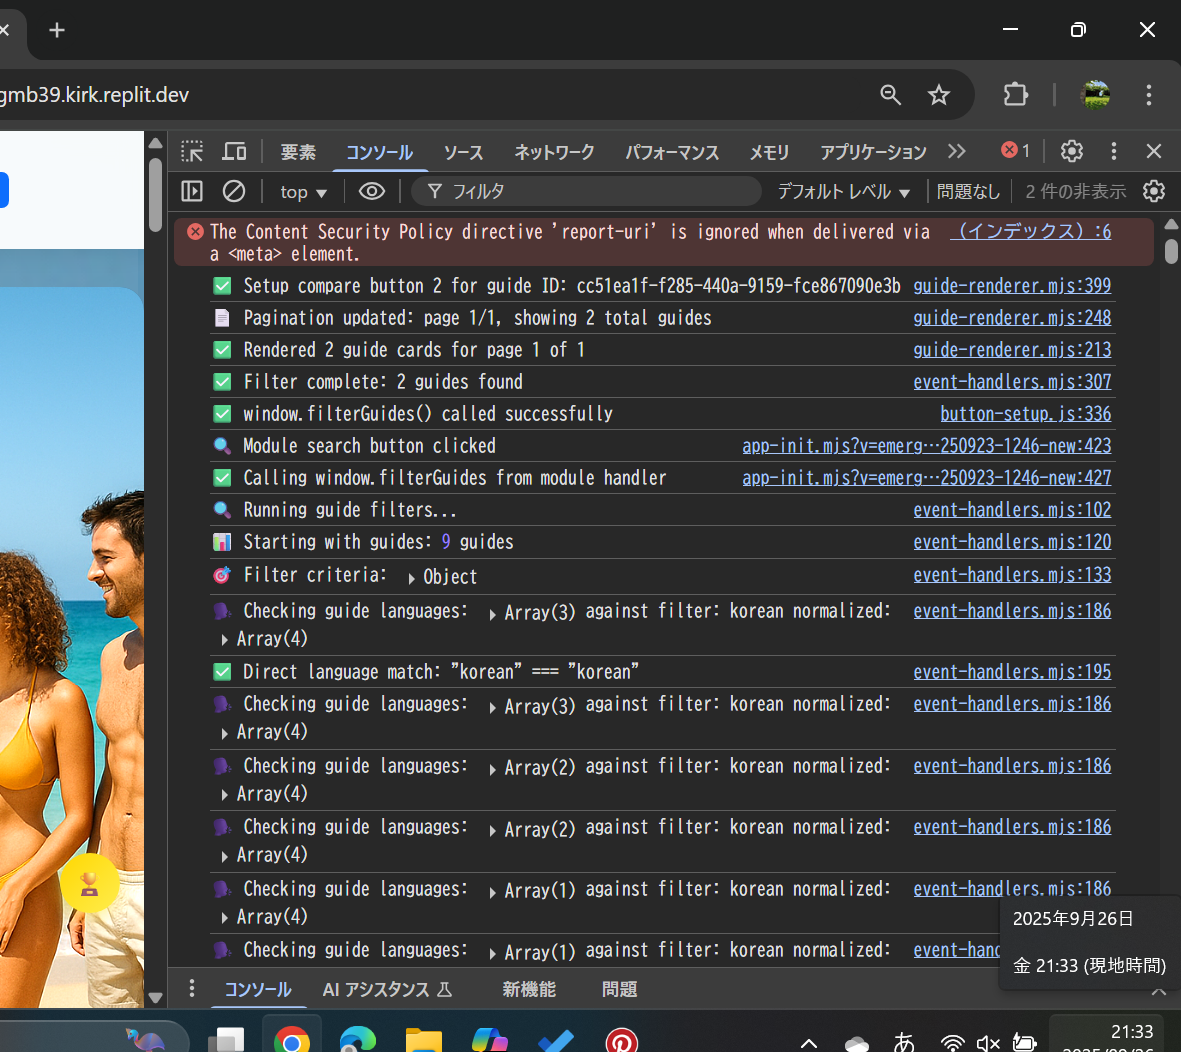 gmb39.kirk.replit.dev
要素 コンソール ソース ネットワーク パフォーマンス メモリ アプリケーション 1
top フィルタ デフォルト レベル 問題なし 2 件の非表示
The Content Security Policy directive 'report-uri' is ignored when delivered via （インデックス）:6
a <meta> element.
Setup compare button 2 for guide ID: cc51ea1f-f285-440a-9159-fce867090e3b guide-renderer.mjs:399
Pagination updated: page 1/1, showing 2 total guides guide-renderer.mjs:248
Rendered 2 guide cards for page 1 of 1 guide-renderer.mjs:213
Filter complete: 2 guides found event-handlers.mjs:307
window.filterGuides() called successfully button-setup.js:336
Module search button clicked app-init.mjs?v=emerg…250923-1246-new:423
Calling window.filterGuides from module handler app-init.mjs?v=emerg…250923-1246-new:427
Running guide filters... event-handlers.mjs:102
Starting with guides: 9 guides event-handlers.mjs:120
Filter criteria: Object event-handlers.mjs:133
Checking guide languages: Array(3) against filter: korean normalized: event-handlers.mjs:186
Array(4)
Direct language match: "korean" === "korean" event-handlers.mjs:195
Checking guide languages: Array(3) against filter: korean normalized: event-handlers.mjs:186
Array(4)
Checking guide languages: Array(2) against filter: korean normalized: event-handlers.mjs:186
Array(4)
Checking guide languages: Array(2) against filter: korean normalized: event-handlers.mjs:186
Array(4)
Checking guide languages: Array(1) against filter: korean normalized: event-handlers.mjs:186
Array(4)
Checking guide languages: Array(1) against filter: korean normalized: event-hand
2025年9月26日
金 21:33 (現地時間)
コンソール AI アシスタンス 新機能 問題
あ 21:33